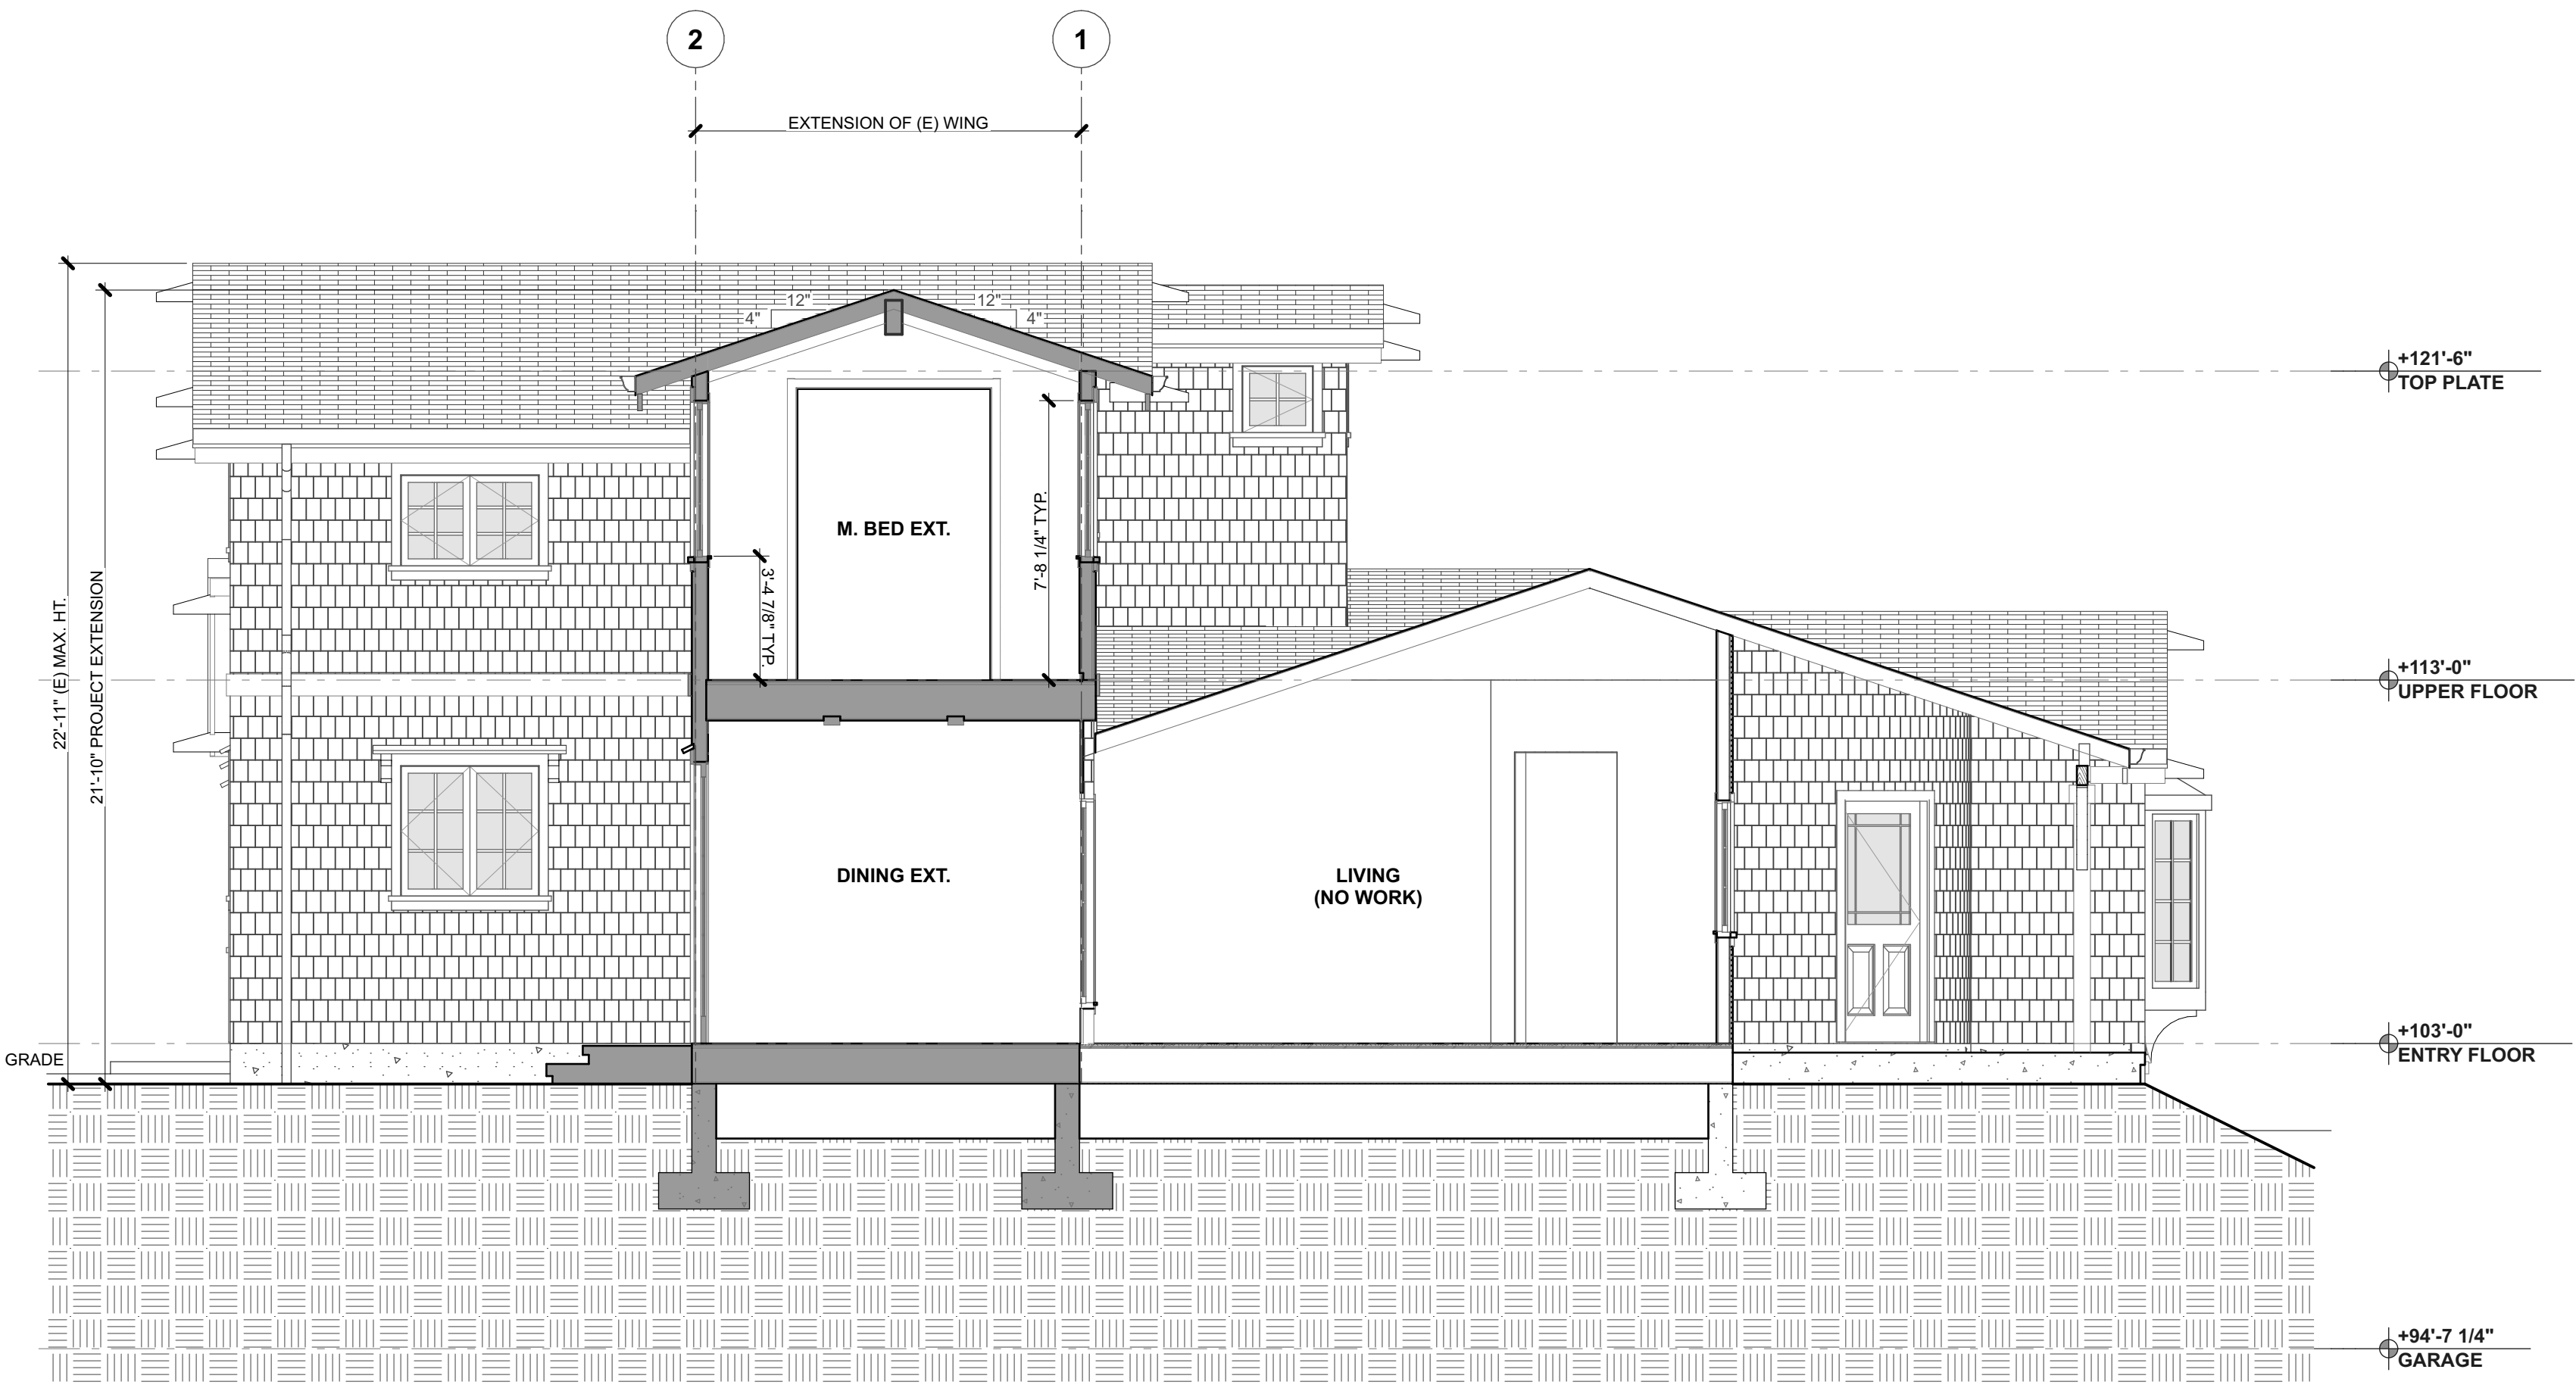 2
1
EXTENSION OF (E) WING
12"
12"
4"
4"
+121'-6"
TOP PLATE
M. BED EXT.
7'-8 1/4" TYP.
3'-4 7/8" TYP.
22'-11" (E) MAX. HT.
21'-10" PROJECT EXTENSION
+113'-0"
UPPER FLOOR
DINING EXT.
LIVING
(NO WORK)
GRADE
+103'-0"
ENTRY FLOOR
+94'-7 1/4"
GARAGE